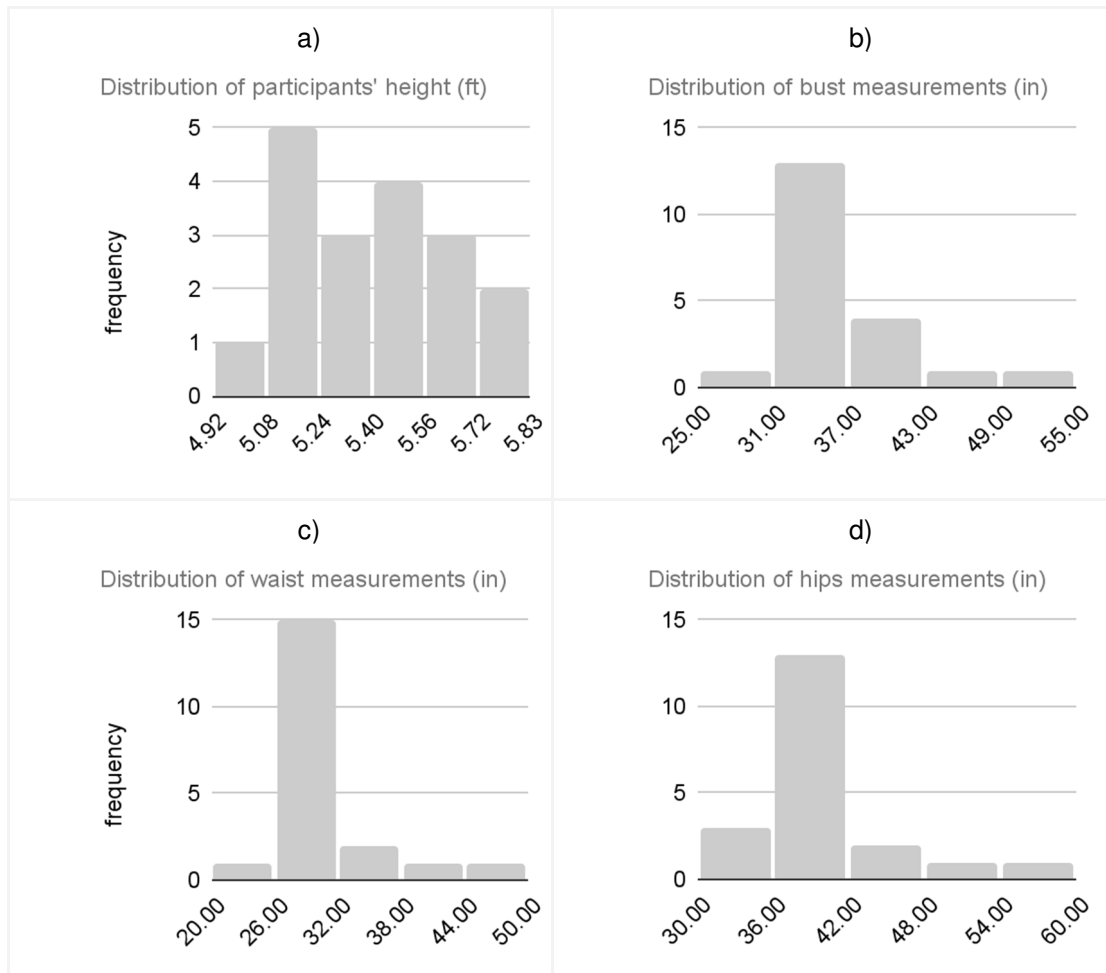 a)
Distribution of participants' height (ft)
5
4
3
2
1
0
frequency
4.92 5.08 5.24 5.40 5.56 5.72 5.83
b)
Distribution of bust measurements (in)
15
10
5
0
25.00 31.00 37.00 43.00 49.00 55.00
c)
Distribution of waist measurements (in)
15
10
5
0
frequency
20.00 26.00 32.00 38.00 44.00 50.00
d)
Distribution of hips measurements (in)
15
10
5
0
30.00 36.00 42.00 48.00 54.00 60.00